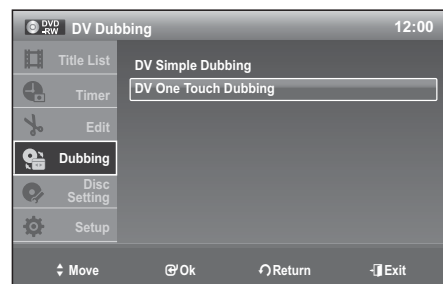 DVD-RW DV Dubbing 12:00
Title List
DV Simple Dubbing
Timer
DV One Touch Dubbing
Edit
Dubbing
Disc
Setting
Setup
Move Ok Return Exit